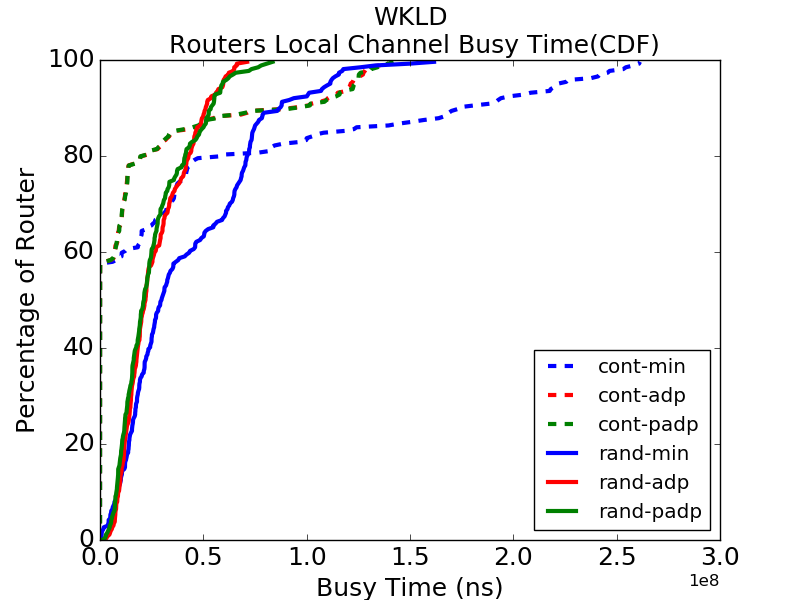 WKLD
Routers Local Channel Busy Time(CDF)
Percentage of Router
100
80
60
40
20
0
0.0 0.5 1.0 1.5 2.0 2.5 3.0
1e8
Busy Time (ns)
cont-min
cont-adp
cont-padp
rand-min
rand-adp
rand-padp